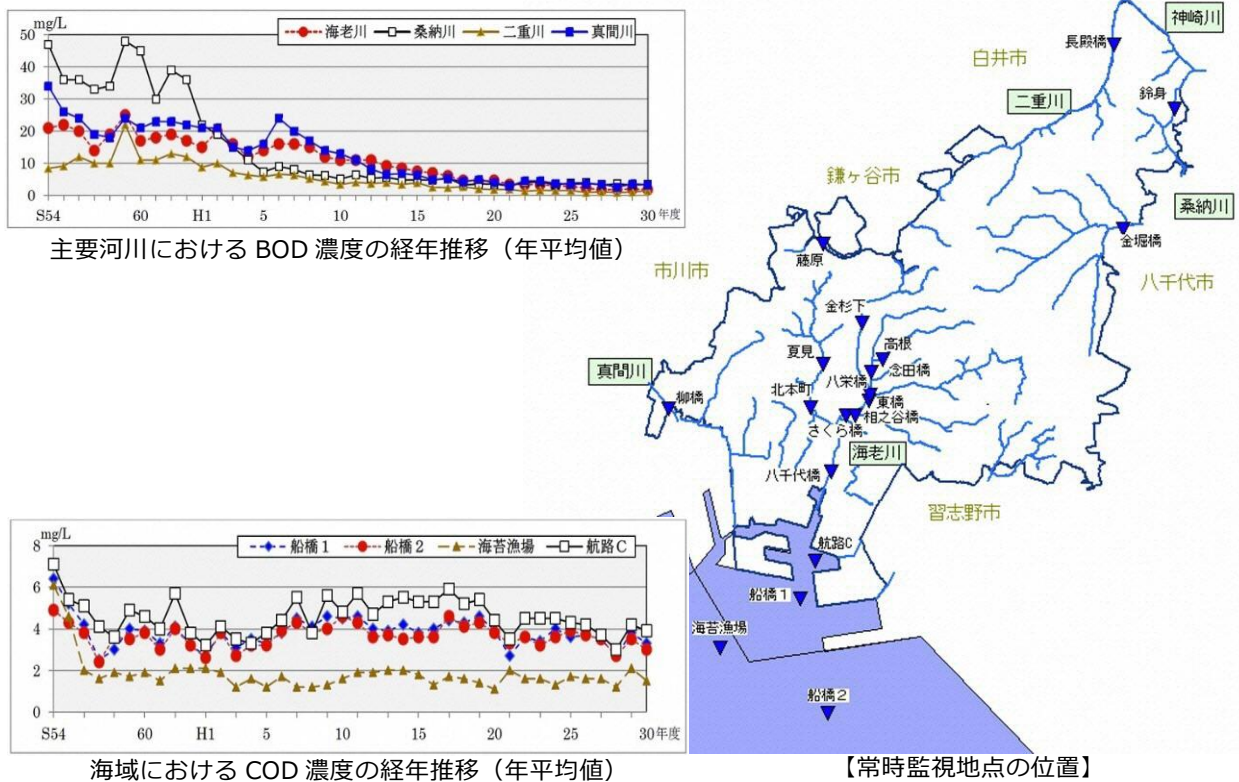 mg/L
海老川 桑納川 二重川 真間川
50
40
30
20
10
0
S54 60 H1 5 10 15 20 25 30 年度
主要河川における BOD 濃度の経年推移（年平均値）
mg/L
船橋1 船橋2 海苔漁場 航路C
8
6
4
2
0
S54 60 H1 5 10 15 20 25 30年度
海域における COD 濃度の経年推移（年平均値）
神崎川
長殿橋
白井市
二重川
鈴身
鎌ヶ谷市
桑納川
金堀橋
藤原
市川市
八千代市
金杉下
高根
夏見
念田橋
真間川
八栄橋
北本町
柳橋
東橋
相之谷橋
さくら橋
海老川
八千代橋
習志野市
航路C
船橋1
海苔漁場
船橋2
【常時監視地点の位置】